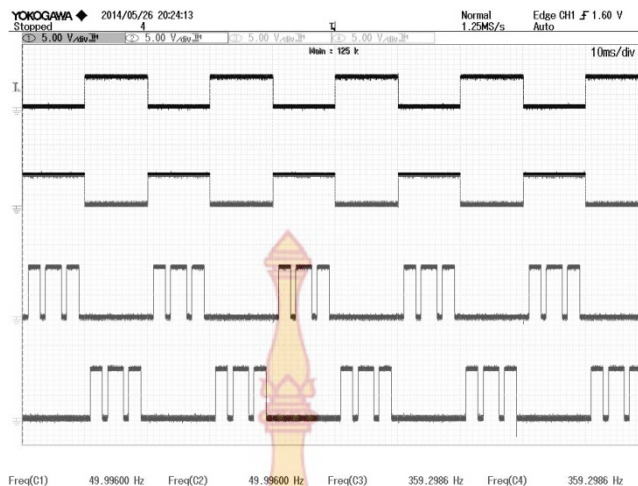 YOKOGAWA ◆ 2014/05/26 20:24:13 Normal Edge CH1 1.60 V
Stopped 4 1.25MS/s Auto
① 5.00 V/div ② 5.00 V/div ③ 5.00 V/div ④ 5.00 V/div
Main : 125 k 10ms/div
Freq(C1) 49.99600 Hz Freq(C2) 49.99600 Hz Freq(C3) 359.2986 Hz Freq(C4) 359.2986 Hz